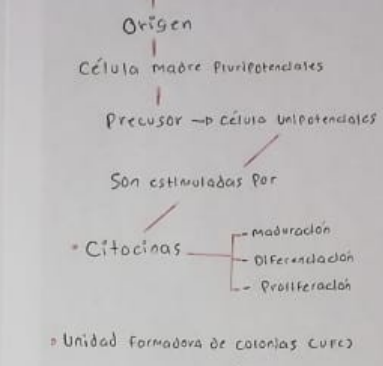 Origen
Célula madre Pluripotenciales
Precusor → célula unipotenciales
Son estimuladas por
• Citocinas
- maduración
- Diferenciación
- Proliferación
• Unidad Formadora de colonias (UFC)